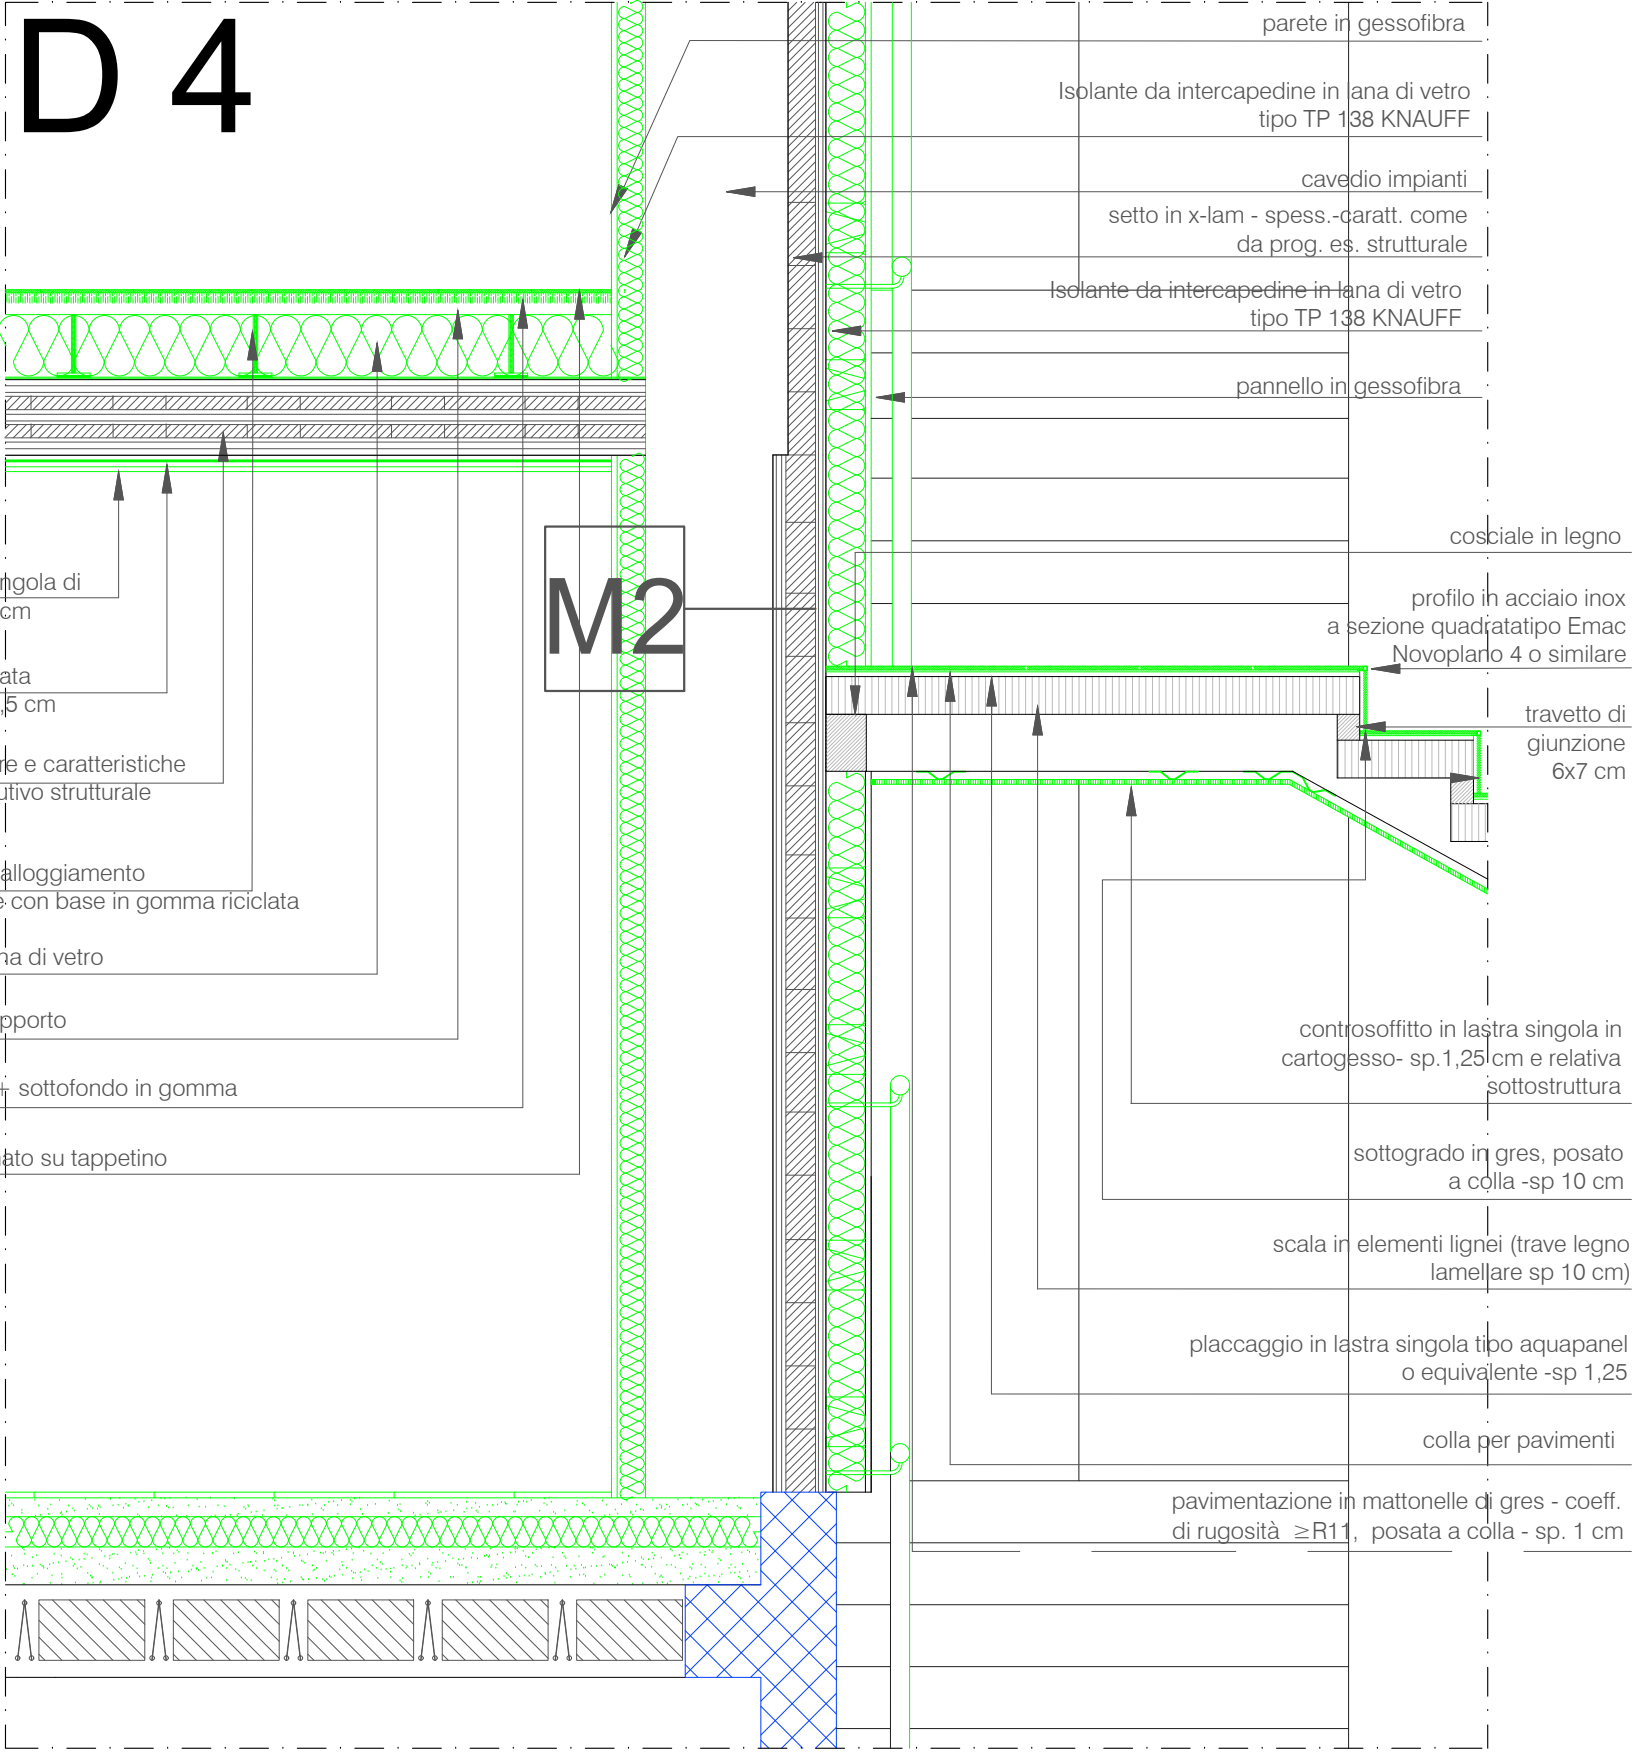 D 4
parete in gessofibra
Isolante da intercapedine in lana di vetro
tipo TP 138 KNAUFF
cavedio impianti
setto in x-lam - spess.-caratt. come
da prog. es. strutturale
Isolante da intercapedine in lana di vetro
tipo TP 138 KNAUFF
pannello in gessofibra
cosciale in legno
profilo in acciaio inox
a sezione quadratatipo Emac
Novoplano 4 o similare
travetto di
giunzione
6x7 cm
M2
ngola di
cm
ata
,5 cm
re e caratteristiche
utivo strutturale
alloggiamento
e con base in gomma riciclata
na di vetro
pporto
+ sottofondo in gomma
ato su tappetino
controsoffitto in lastra singola in
cartogesso- sp.1,25 cm e relativa
sottostruttura
sottogrado in gres, posato
a colla -sp 10 cm
scala in elementi lignei (trave legno
lamellare sp 10 cm)
placcaggio in lastra singola tipo aquapanel
o equivalente -sp 1,25
colla per pavimenti
pavimentazione in mattonelle di gres - coeff.
di rugosità ≥R11, posata a colla - sp. 1 cm